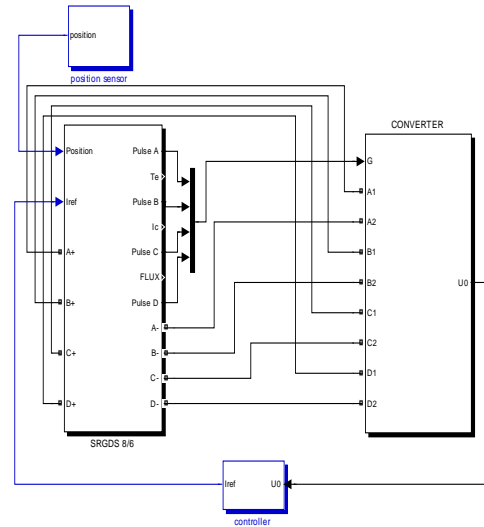 position
position sensor
CONVERTER
Position
Pulse A
Te
Iref
Pulse B
Ic
A+
Pulse C
FLUX
B+
Pulse D
A-
C+
B-
C-
D+
D-
SRGDS 8/6
G
A1
A2
B1
B2
U0
C1
C2
D1
D2
Iref
U0
controller